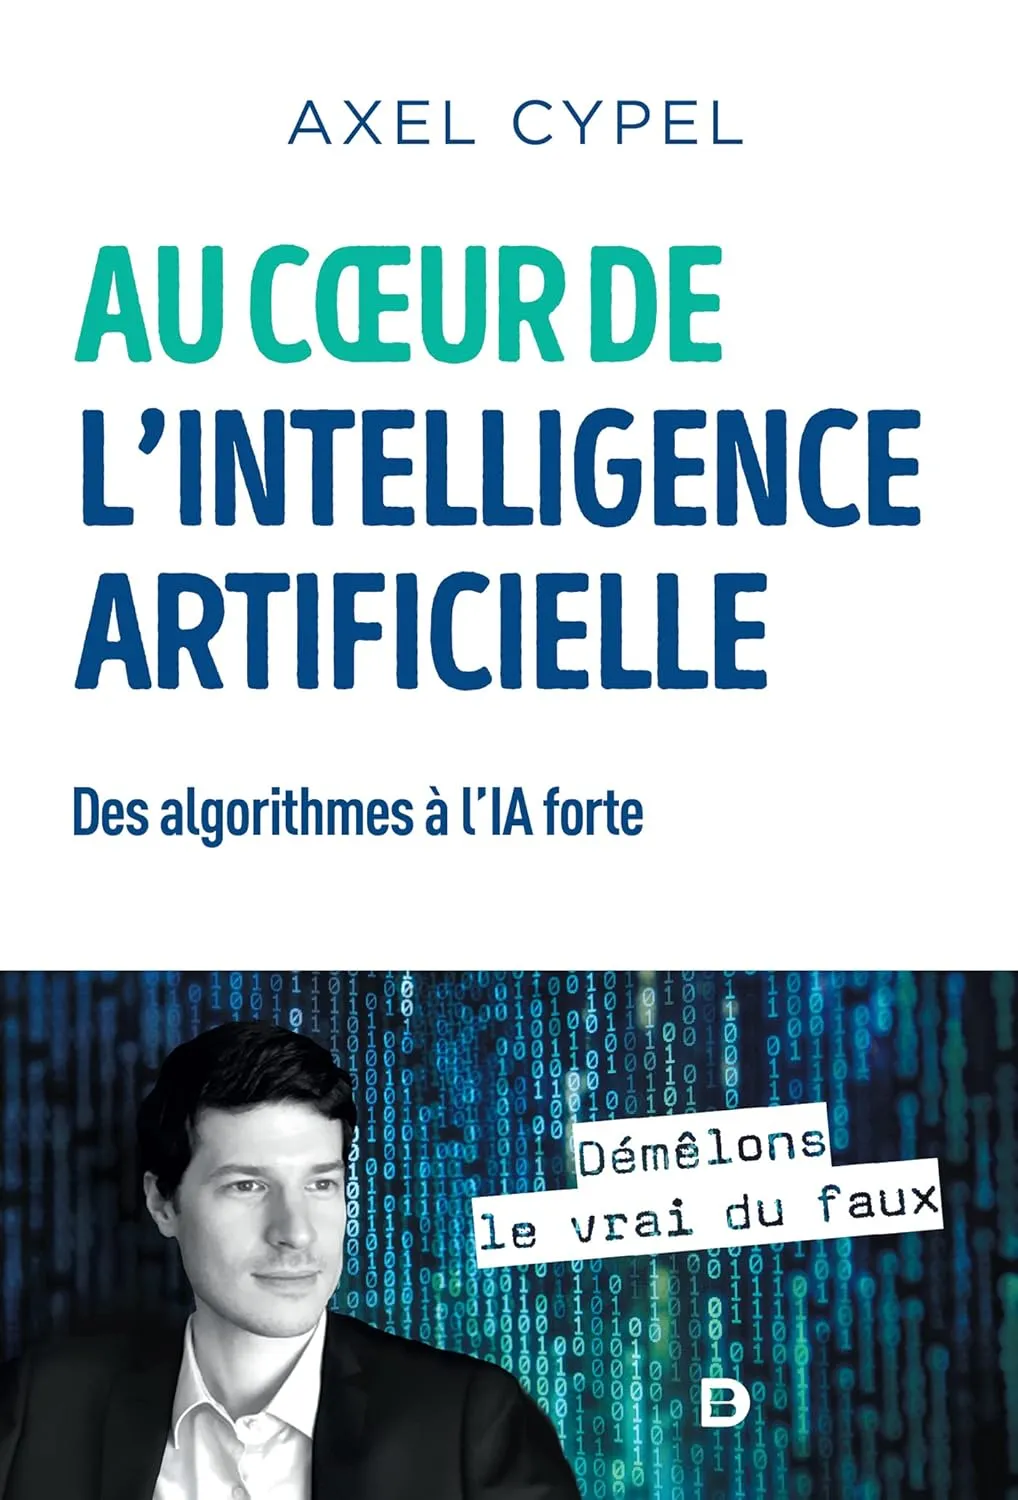 AXEL CYPEL
AU CŒUR DE
L’INTELLIGENCE
ARTIFICIELLE
Des algorithmes à l’IA forte
Démêlons
le vrai du faux